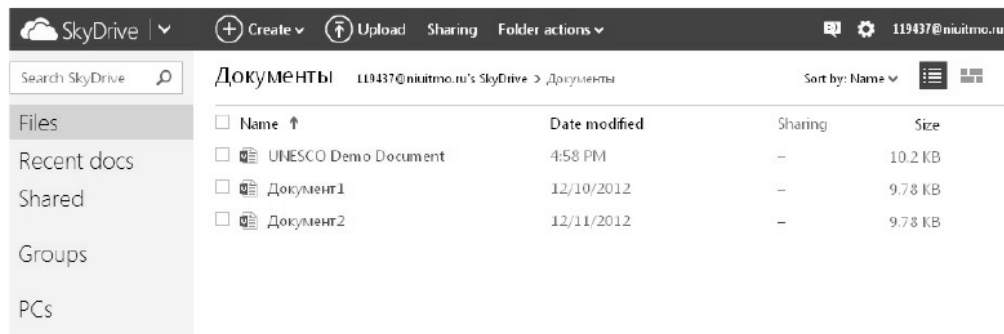 SkyDrive Create Upload Sharing Folder actions 119437@niuitmo.ru
Search SkyDrive
Документы 119437@niuitmo.ru's SkyDrive > Документы Sort by: Name
Files
Recent docs
Shared
Groups
PCs
Name ↑ Date modified Sharing Size
UNESCO Demo Document 4:58 PM – 10.2 KB
Документ1 12/10/2012 – 9.78 KB
Документ2 12/11/2012 – 9.78 KB